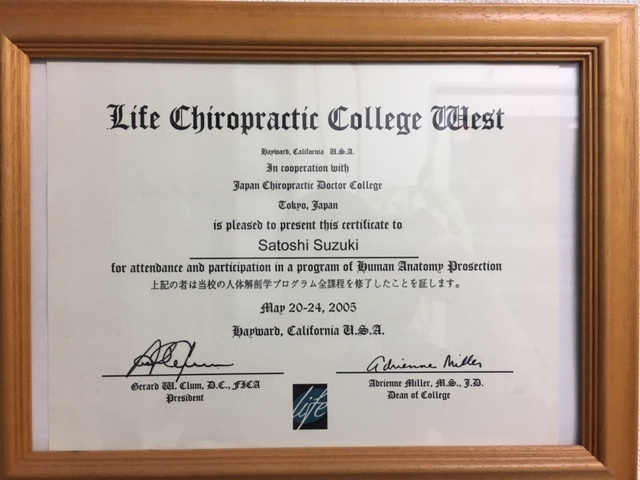 Life Chiropractic College West
Hayward, California U.S.A.
In cooperation with
Japan Chiropractic Doctor College
Tokyo, Japan
is pleased to present this certificate to
Satoshi Suzuki
for attendance and participation in a program of Human Anatomy Prosection
上記の者は当校の人体解剖学プログラム全課程を修了したことを証します。
May 20-24, 2005
Hayward, California U.S.A.
Adrienne Miller
Gerard W. Clum, D.C., FICA
President
Adrienne Miller, M.S., J.D.
Dean of College
life